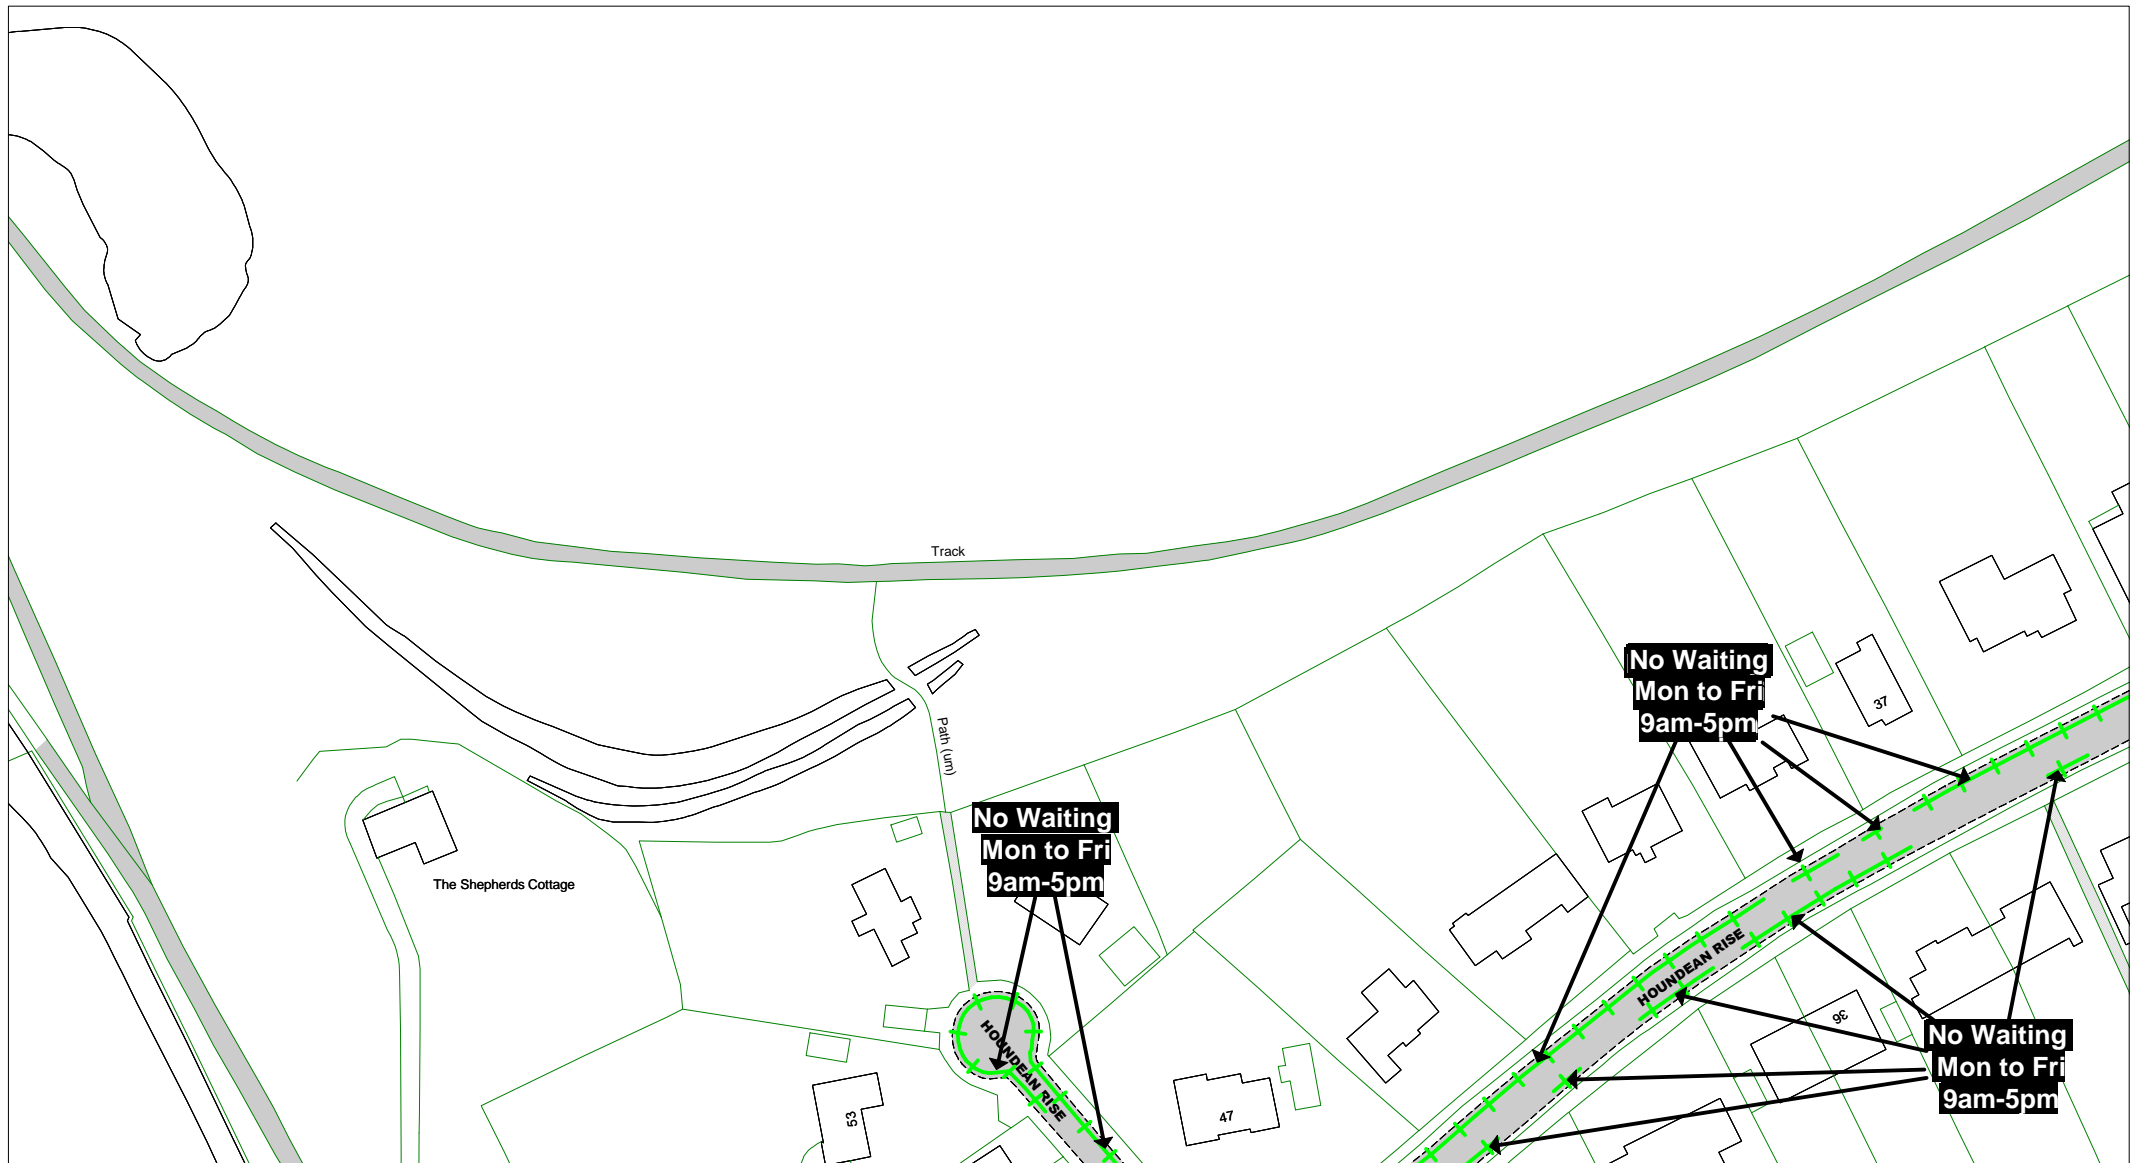 Track
No Waiting
Mon to Fri
9am-5pm
37
Path (um)
No Waiting
Mon to Fri
9am-5pm
The Shepherds Cottage
HOUNDEAN RISE
HOUNDEAN RISE
36
No Waiting
Mon to Fri
9am-5pm
53
47